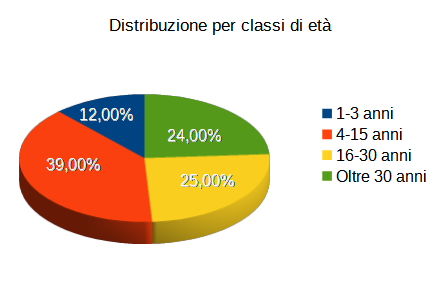 Distribuzione per classi di età
12,00%
24,00%
39,00%
25,00%
1-3 anni
4-15 anni
16-30 anni
Oltre 30 anni